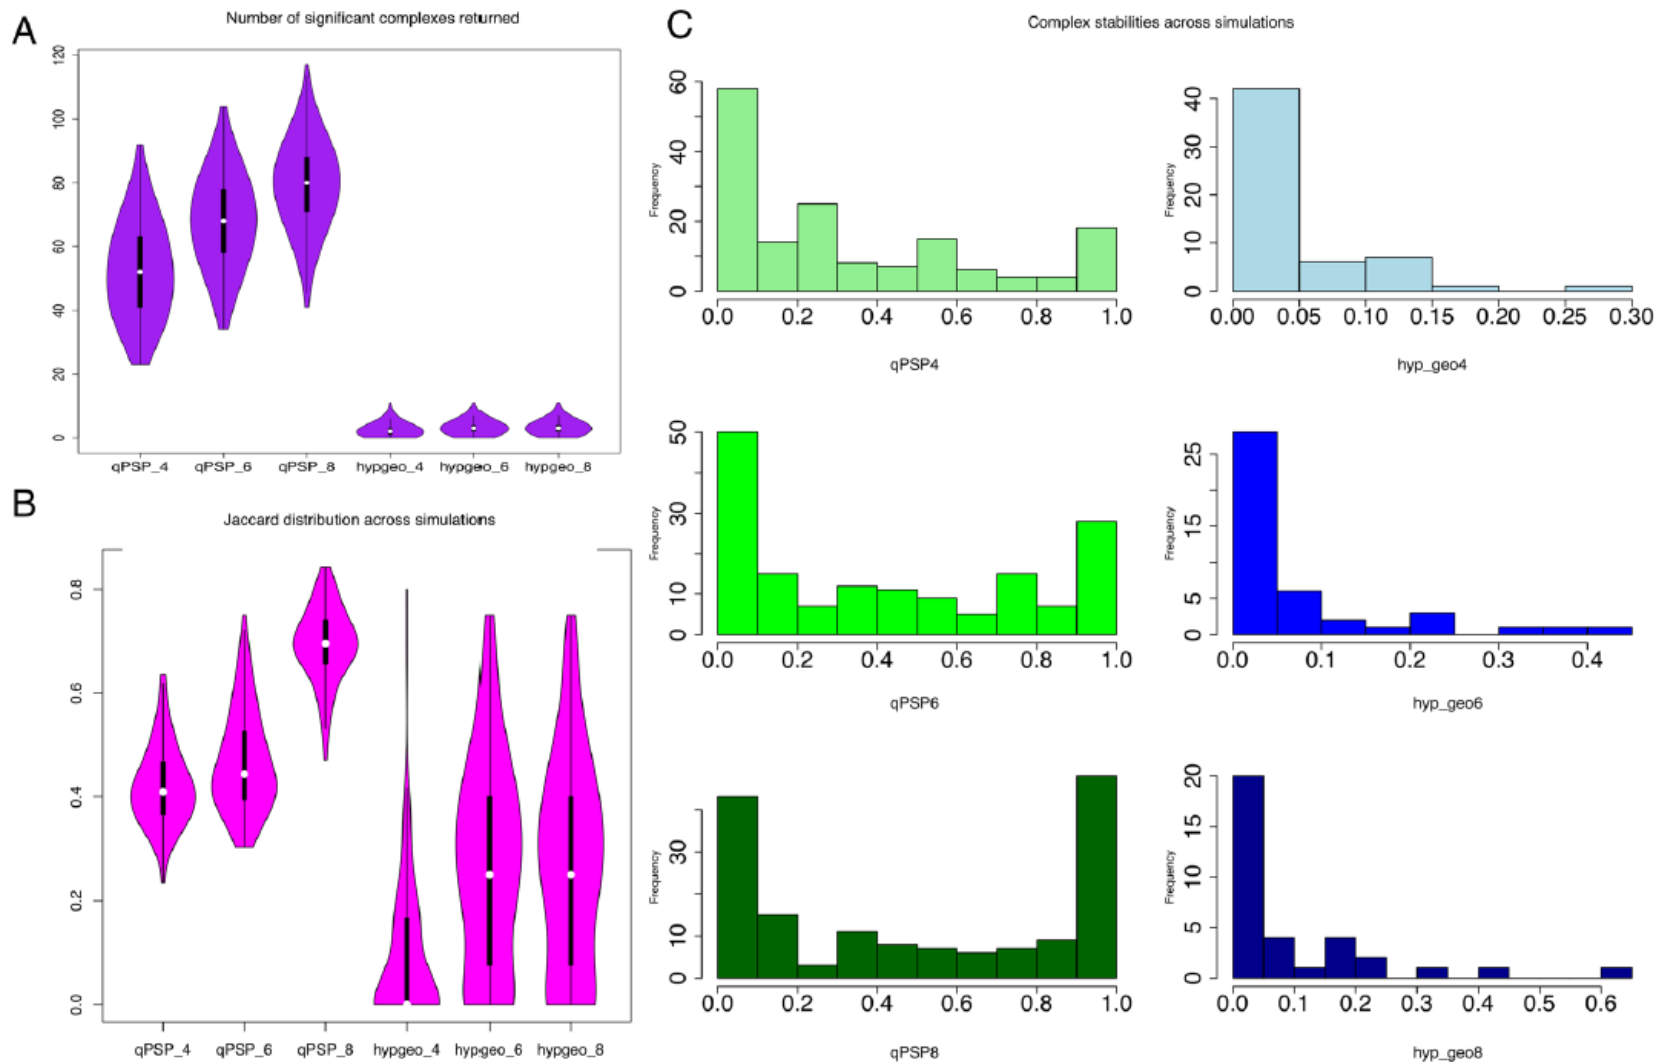 A
Number of significant complexes returned
120
100
80
60
40
20
0
qPSP_4 qPSP_6 qPSP_8 hypgeo_4 hypgeo_6 hypgeo_8
B
Jaccard distribution across simulations
0.8
0.6
0.4
0.2
0.0
qPSP_4 qPSP_6 qPSP_8 hypgeo_4 hypgeo_6 hypgeo_8
C
Complex stabilities across simulations
Frequency
60
40
20
0
0.0 0.2 0.4 0.6 0.8 1.0
qPSP4
Frequency
40
30
20
10
0
0.00 0.05 0.10 0.15 0.20 0.25 0.30
hyp_geo4
Frequency
50
30
10
0
0.0 0.2 0.4 0.6 0.8 1.0
qPSP6
Frequency
25
15
5
0
0.0 0.1 0.2 0.3 0.4
hyp_geo6
Frequency
30
10
0
0.0 0.2 0.4 0.6 0.8 1.0
qPSP8
Frequency
20
15
10
5
0
0.0 0.1 0.2 0.3 0.4 0.5 0.6
hyp_geo8